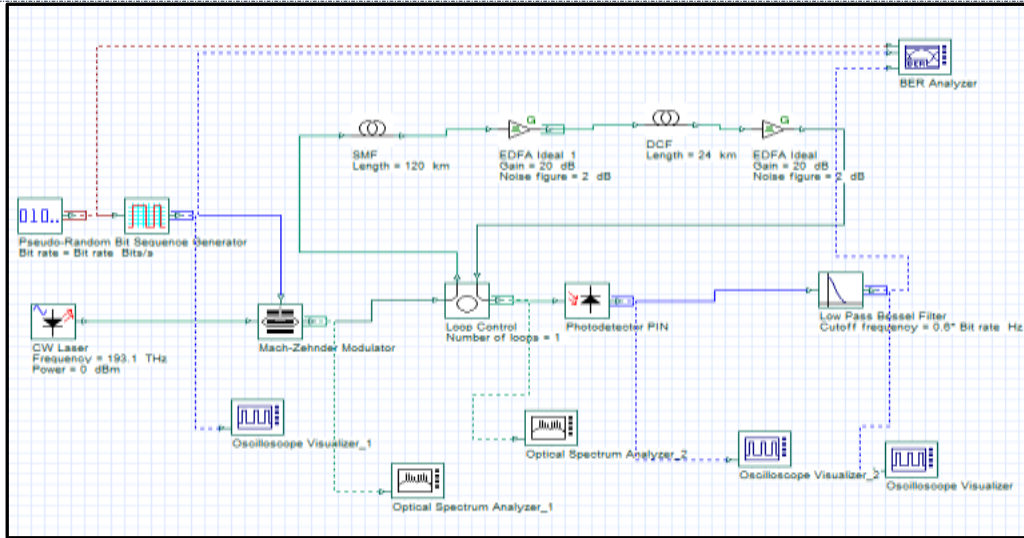 BER
BER Analyzer
G
G
SMF
Length = 120 km
EDFA Ideal 1
Gain = 20 dB
Noise figure = 2 dB
DCF
Length = 24 km
EDFA Ideal
Gain = 20 dB
Noise figure = 2 dB
010..
Pseudo-Random Bit Sequence Generator
Bit rate = Bit rate Bits/s
CW Laser
Frequency = 193.1 THz
Power = 0 dBm
Mach-Zehnder Modulator
Loop Control
Number of loops = 1
Photodetector PIN
Low Pass Bessel Filter
Cutoff frequency = 0.6* Bit rate Hz
Oscilloscope Visualizer_1
Optical Spectrum Analyzer_2
Optical Spectrum Analyzer_1
Oscilloscope Visualizer_2
Oscilloscope Visualizer